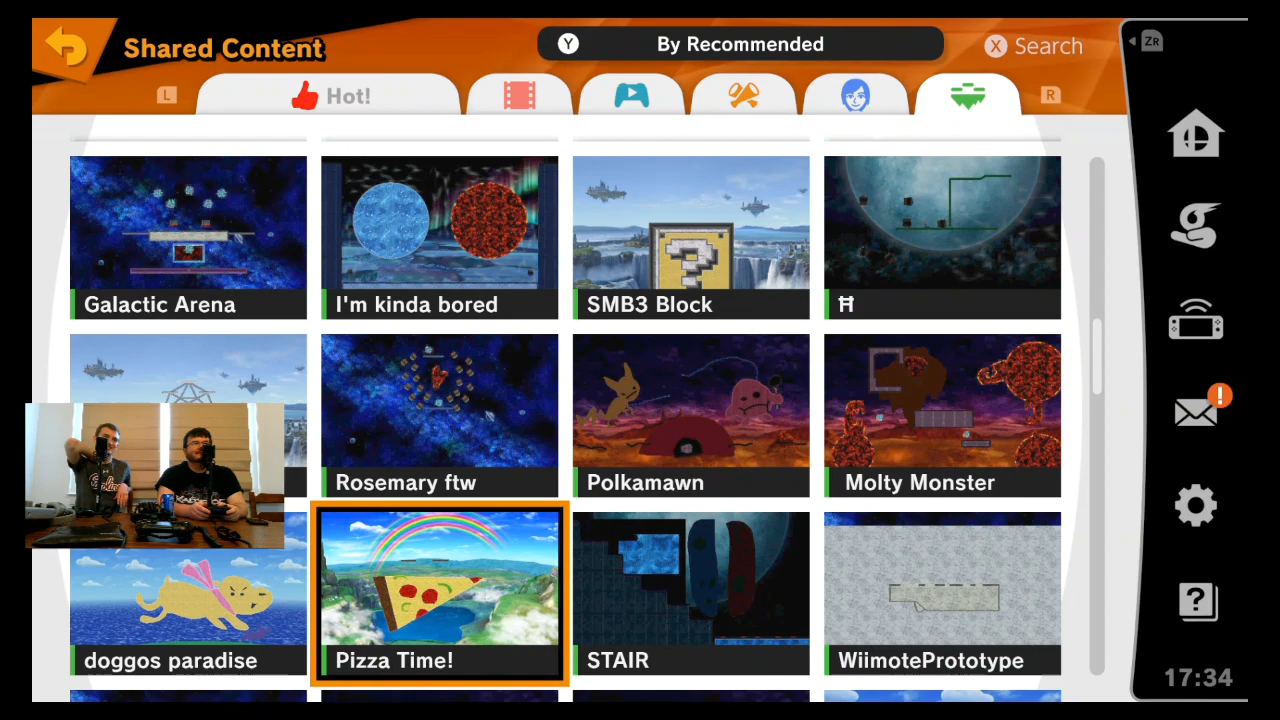 Shared Content
Y By Recommended
X Search
ZR
L
Hot!
R
Galactic Arena
I'm kinda bored
SMB3 Block
Ħ
Rosemary ftw
Polkamawn
Molty Monster
doggos paradise
Pizza Time!
STAIR
WiimotePrototype
17:34